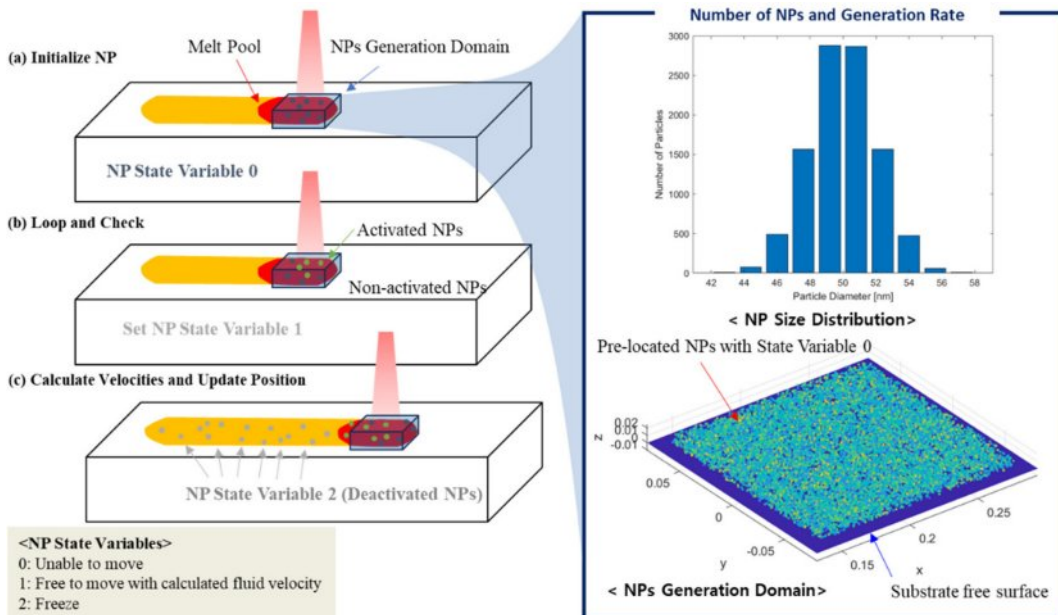 (a) Initialize NP
Melt Pool
NPs Generation Domain
NP State Variable 0
(b) Loop and Check
Activated NPs
Non-activated NPs
Set NP State Variable 1
(c) Calculate Velocities and Update Position
NP State Variable 2 (Deactivated NPs)
<NP State Variables>
0: Unable to move
1: Free to move with calculated fluid velocity
2: Freeze
Number of NPs and Generation Rate
3000
2500
2000
1500
1000
500
0
Number of Particles
42 44 46 48 50 52 54 56 58
Particle Diameter [nm]
< NP Size Distribution>
Pre-located NPs with State Variable 0
0.02
0.01
0
-0.01
z
0.05
0
-0.05
y
0.25
0.2
0.15
x
< NPs Generation Domain>
Substrate free surface